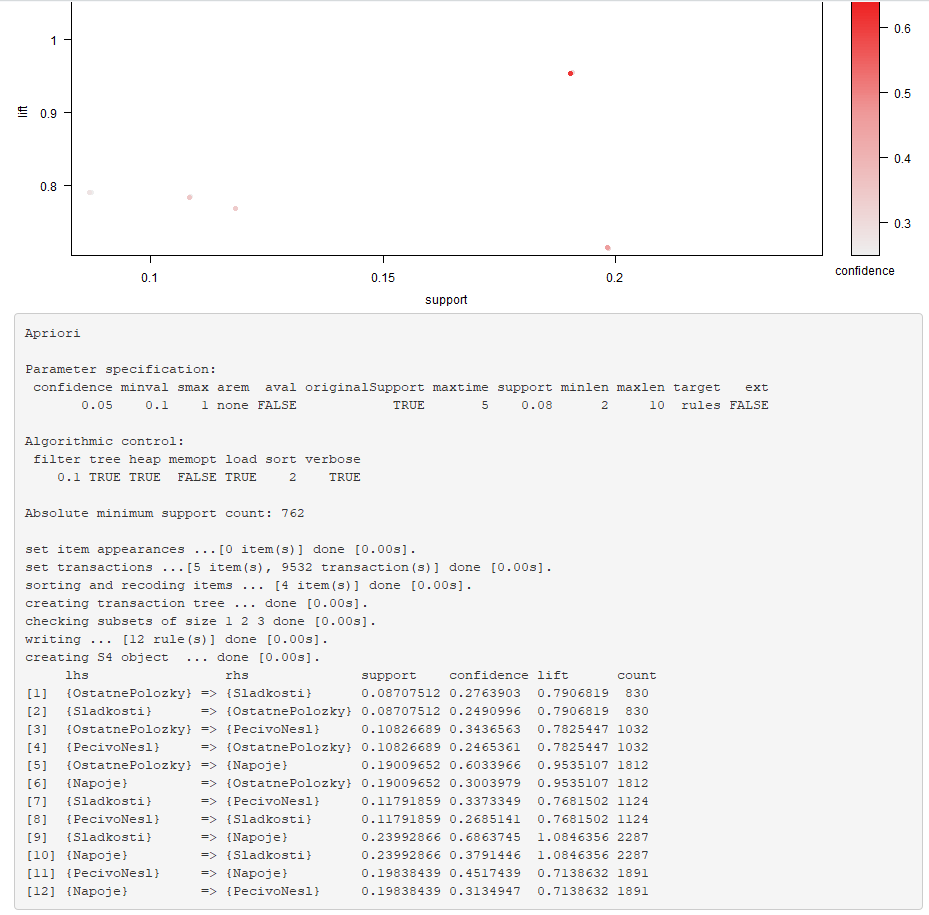 1
0.9
0.8
lift
0.1
0.15
0.2
support
0.6
0.5
0.4
0.3
confidence
Apriori
Parameter specification:
confidence minval smax arem aval originalSupport maxtime support minlen maxlen target ext
0.05 0.1 1 none FALSE TRUE 5 0.08 2 10 rules FALSE
Algorithmic control:
filter tree heap memopt load sort verbose
0.1 TRUE TRUE FALSE TRUE 2 TRUE
Absolute minimum support count: 762
set item appearances ...[0 item(s)] done [0.00s].
set transactions ...[5 item(s), 9532 transaction(s)] done [0.00s].
sorting and recoding items ... [4 item(s)] done [0.00s].
creating transaction tree ... done [0.00s].
checking subsets of size 1 2 3 done [0.00s].
writing ... [12 rule(s)] done [0.00s].
creating S4 object ... done [0.00s].
lhs rhs support confidence lift count
[1] {OstatnePolozky} => {Sladkosti} 0.08707512 0.2763903 0.7906819 830
[2] {Sladkosti} => {OstatnePolozky} 0.08707512 0.2490996 0.7906819 830
[3] {OstatnePolozky} => {PecivoNesl} 0.10826689 0.3436563 0.7825447 1032
[4] {PecivoNesl} => {OstatnePolozky} 0.10826689 0.2465361 0.7825447 1032
[5] {OstatnePolozky} => {Napoje} 0.19009652 0.6033966 0.9535107 1812
[6] {Napoje} => {OstatnePolozky} 0.19009652 0.3003979 0.9535107 1812
[7] {Sladkosti} => {PecivoNesl} 0.11791859 0.3373349 0.7681502 1124
[8] {PecivoNesl} => {Sladkosti} 0.11791859 0.2685141 0.7681502 1124
[9] {Sladkosti} => {Napoje} 0.23992866 0.6863745 1.0846356 2287
[10] {Napoje} => {Sladkosti} 0.23992866 0.3791446 1.0846356 2287
[11] {PecivoNesl} => {Napoje} 0.19838439 0.4517439 0.7138632 1891
[12] {Napoje} => {PecivoNesl} 0.19838439 0.3134947 0.7138632 1891